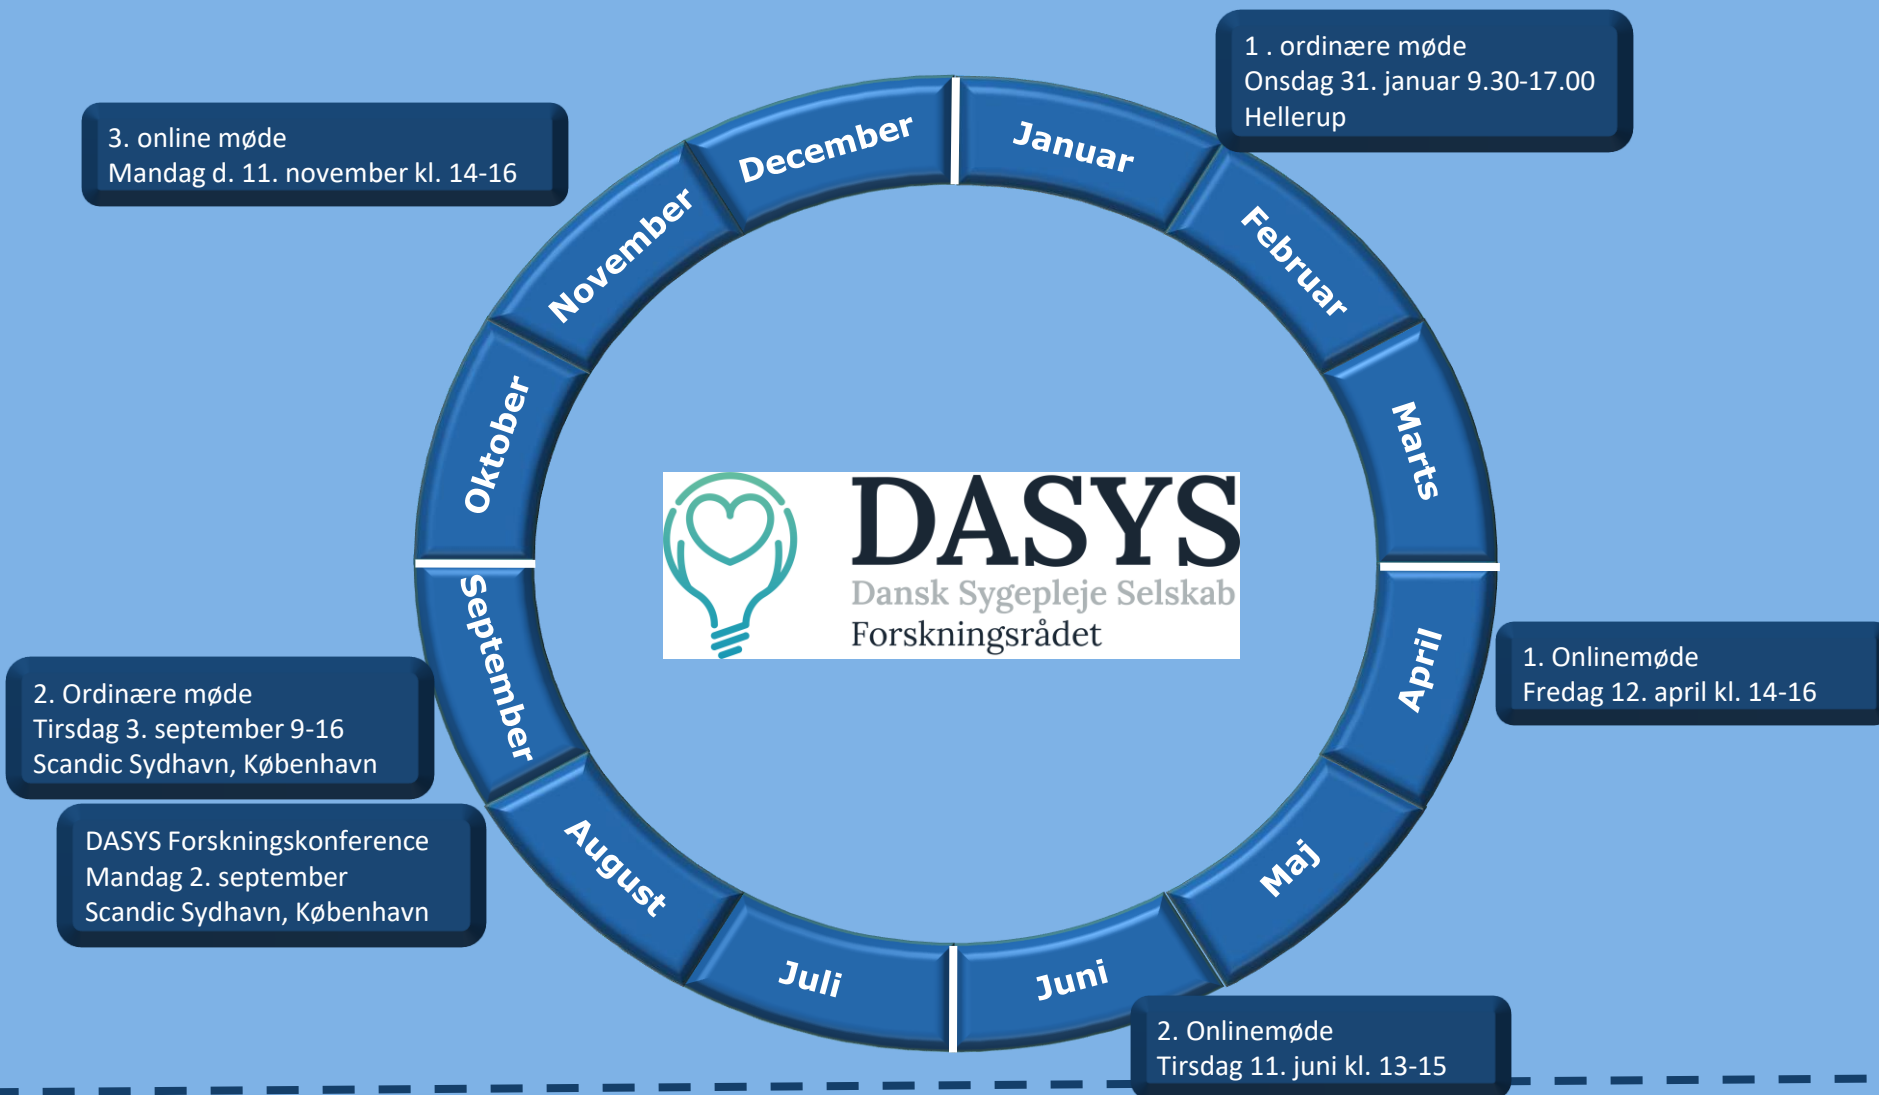 1 . ordinære møde
Onsdag 31. januar 9.30-17.00
Hellerup
3. online møde
Mandag d. 11. november kl. 14-16
December
Januar
November
Februar
Oktober
Marts
DASYS
Dansk Sygepleje Selskab
Forskningsrådet
September
April
1. Onlinemøde
Fredag 12. april kl. 14-16
2. Ordinære møde
Tirsdag 3. september 9-16
Scandic Sydhavn, København
DASYS Forskningskonference
Mandag 2. september
Scandic Sydhavn, København
August
Maj
Juli
Juni
2. Onlinemøde
Tirsdag 11. juni kl. 13-15